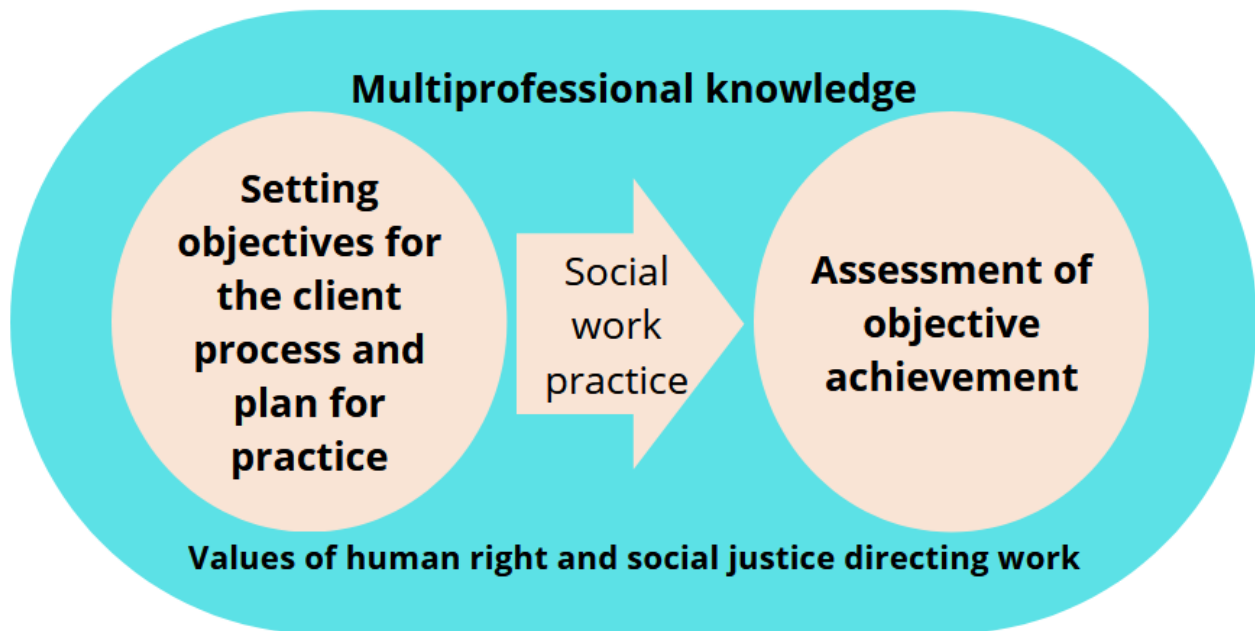 Multiprofessional knowledge
Setting
objectives for
the client
process and
plan for
practice
Social
work
practice
Assessment of
objective
achievement
Values of human right and social justice directing work